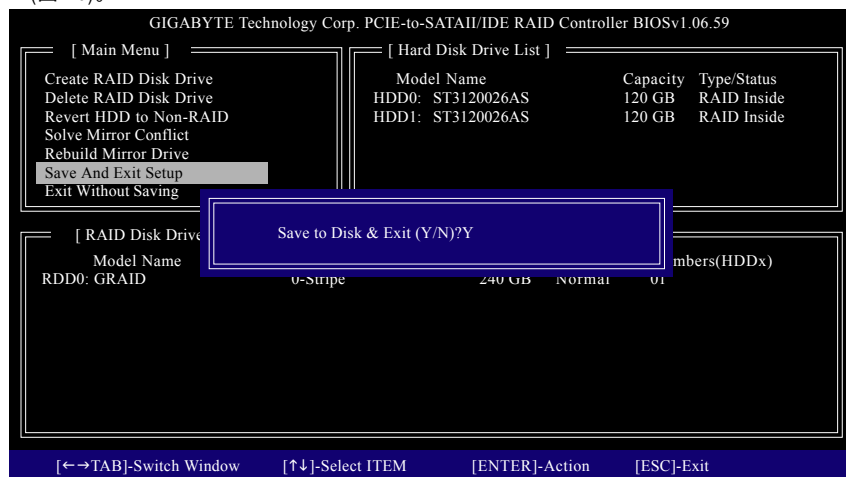 GIGABYTE Technology Corp. PCIE-to-SATAII/IDE RAID Controller BIOSv1.06.59
[ Main Menu ]
Create RAID Disk Drive
Delete RAID Disk Drive
Revert HDD to Non-RAID
Solve Mirror Conflict
Rebuild Mirror Drive
Save And Exit Setup
Exit Without Saving
[ Hard Disk Drive List ]
Model Name Capacity Type/Status
HDD0: ST3120026AS 120 GB RAID Inside
HDD1: ST3120026AS 120 GB RAID Inside
Save to Disk & Exit (Y/N)?Y
[ RAID Disk Drive
Model Name mbers(HDDx)
RDD0: GRAID 0-Stripe 240 GB Normal 01
[←→TAB]-Switch Window [↑↓]-Select ITEM [ENTER]-Action [ESC]-Exit